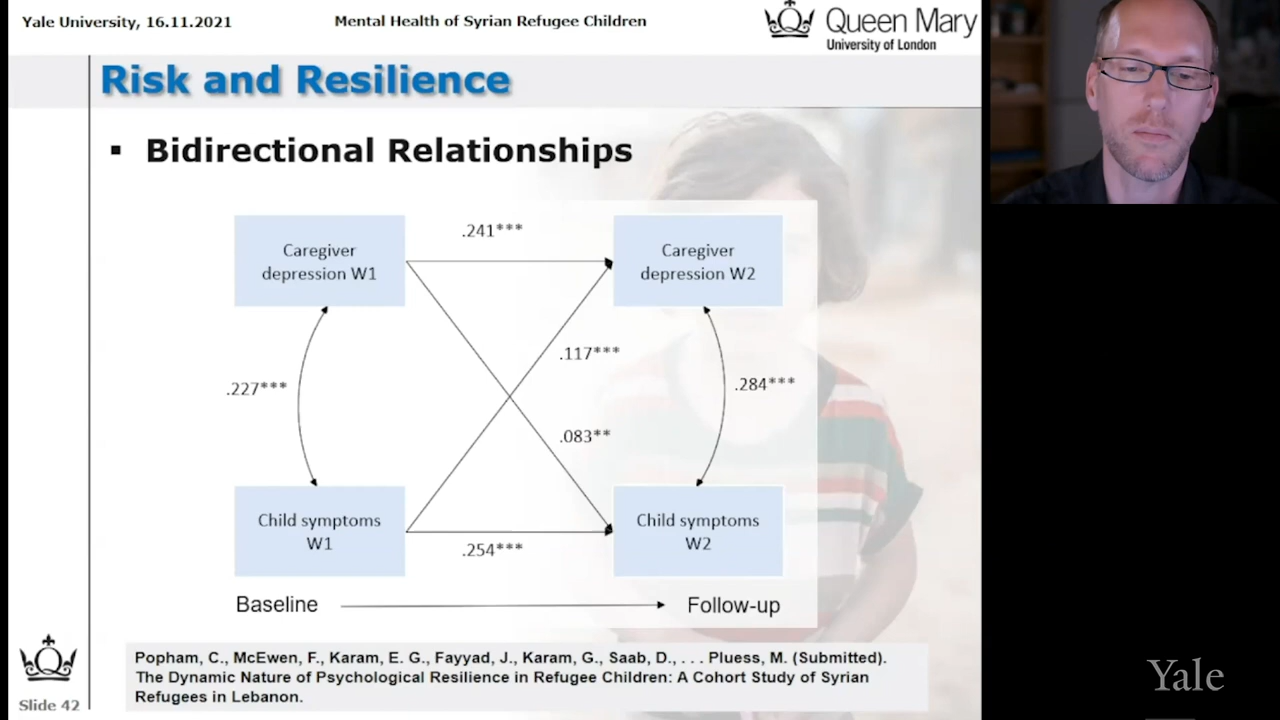 Yale University, 16.11.2021
Mental Health of Syrian Refugee Children
Queen Mary
University of London
Risk and Resilience
▪ Bidirectional Relationships
.241***
Caregiver
depression W1
Caregiver
depression W2
.117***
.227***
.284***
.083**
Child symptoms
W1
Child symptoms
W2
.254***
Baseline
Follow-up
Popham, C., McEwen, F., Karam, E. G., Fayyad, J., Karam, G., Saab, D., . . . Pluess, M. (Submitted).
The Dynamic Nature of Psychological Resilience in Refugee Children: A Cohort Study of Syrian
Refugees in Lebanon.
Slide 42
Yale